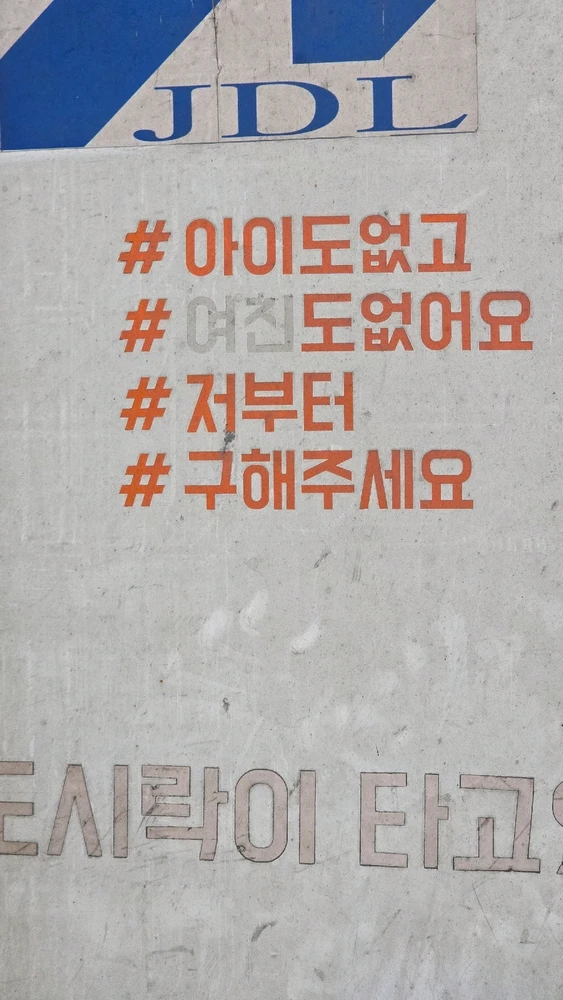 JDL
#아이도없고
#여친도없어요
#저부터
#구해주세요
도시락이 타고